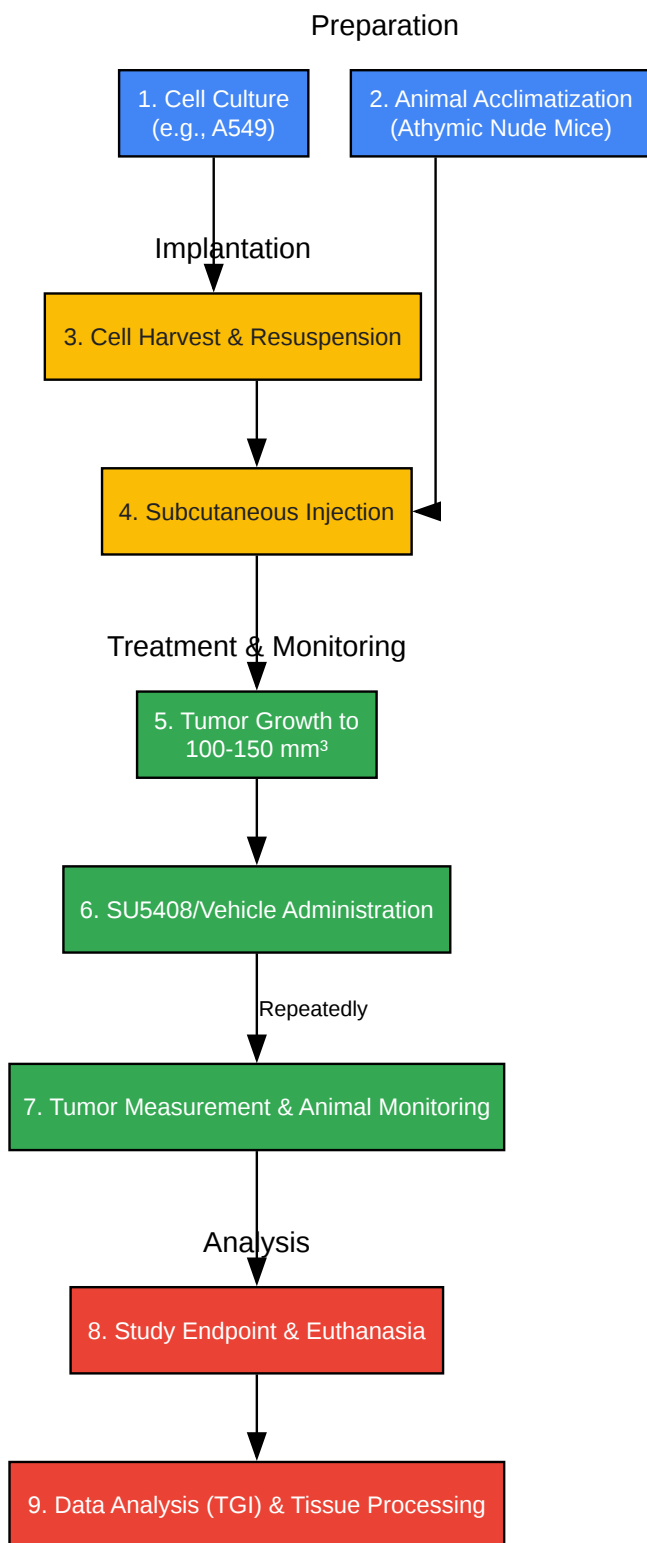 Preparation
1. Cell Culture
(e.g., A549)
2. Animal Acclimatization
(Athymic Nude Mice)
Implantation
3. Cell Harvest & Resuspension
4. Subcutaneous Injection
Treatment & Monitoring
5. Tumor Growth to
100-150 mm³
6. SU5408/Vehicle Administration
Repeatedly
7. Tumor Measurement & Animal Monitoring
Analysis
8. Study Endpoint & Euthanasia
9. Data Analysis (TGI) & Tissue Processing